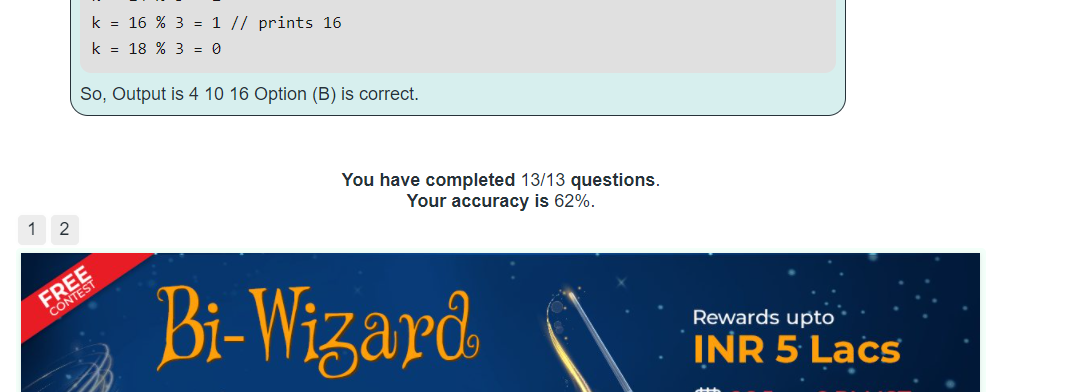 k = 16 % 3 = 1 // prints 16
k = 18 % 3 = 0
So, Output is 4 10 16 Option (B) is correct.
You have completed 13/13 questions.
Your accuracy is 62%.
1 2
FREE
CONTEST
Bi-Wizard
Rewards upto
INR 5 Lacs